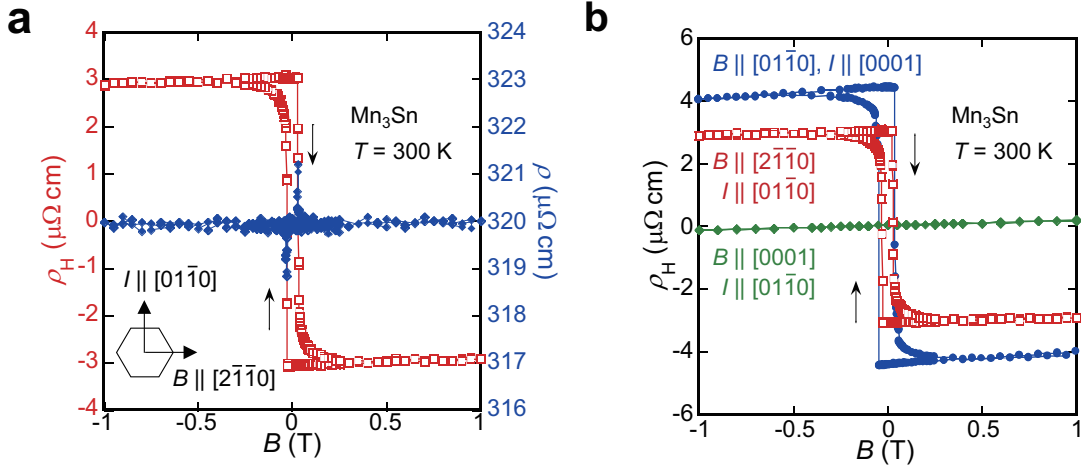 a
4
3
2
1
0
-1
-2
-3
-4
ρH (μΩ cm)
324
323
322
321
320
319
318
317
316
ρ (μΩ cm)
Mn3Sn
T = 300 K
I || [011̅0]
B || [21̅1̅0]
-1
-0.5
0
0.5
1
B (T)
b
6
4
2
0
-2
-4
-6
ρH (μΩ cm)
B || [011̅0], I || [0001]
Mn3Sn
T = 300 K
B || [21̅1̅0]
I || [011̅0]
B || [0001]
I || [011̅0]
-1
-0.5
0
0.5
1
B (T)